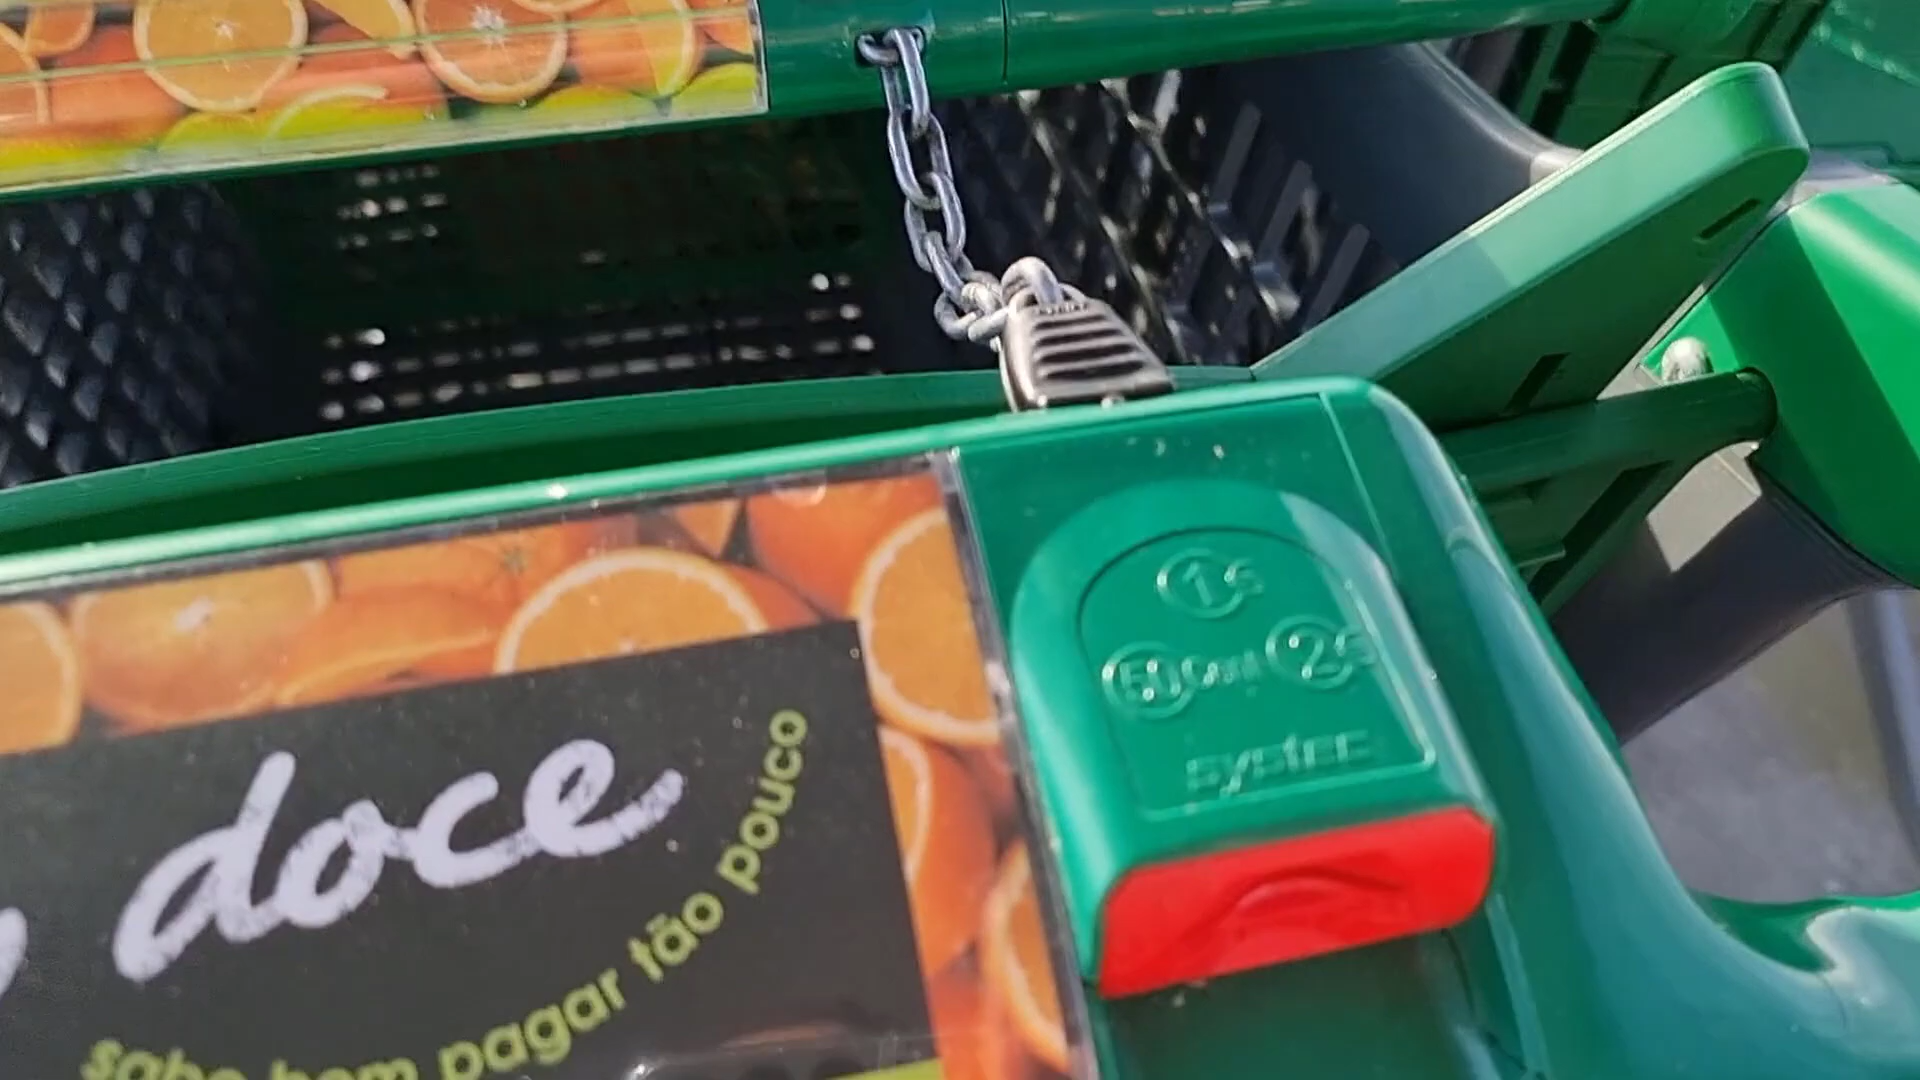 doce
sabe bem pagar tão pouco
1€
50 Cent 2€
systec